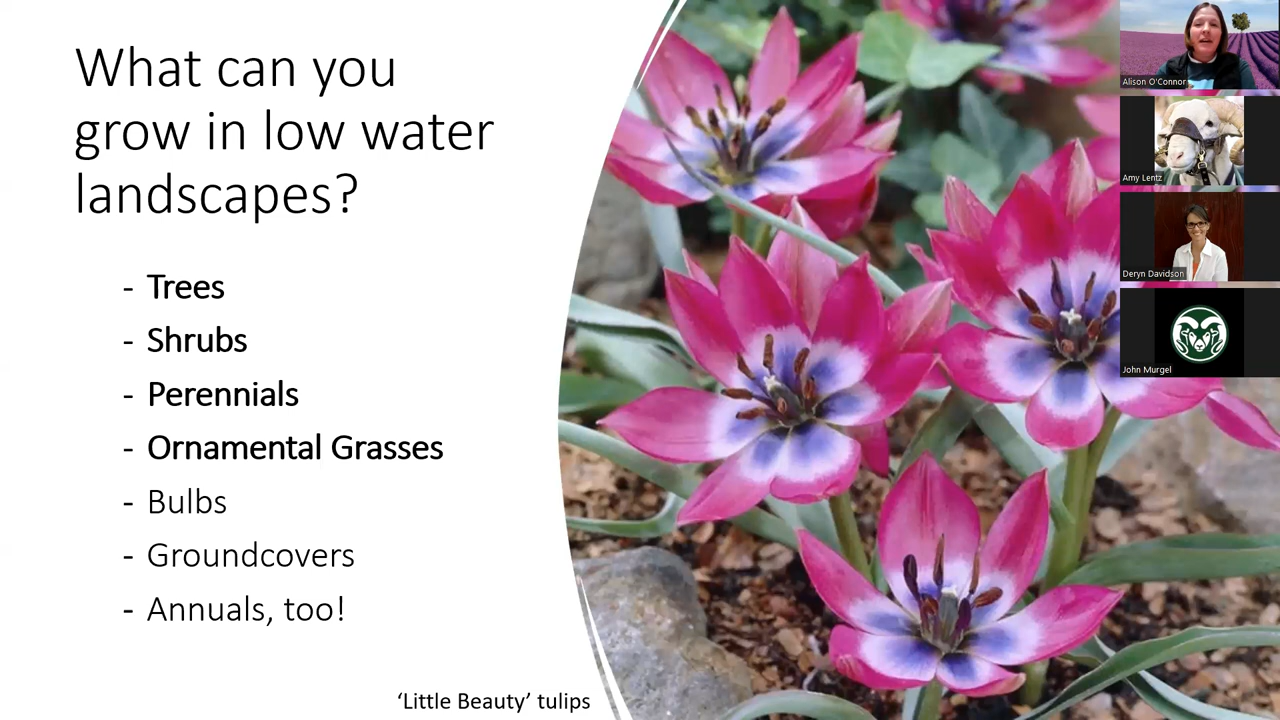 What can you
grow in low water
landscapes?
- Trees
- Shrubs
- Perennials
- Ornamental Grasses
- Bulbs
- Groundcovers
- Annuals, too!
‘Little Beauty’ tulips
Alison O'Connor
Amy Lentz
Deryn Davidson
John Murgel